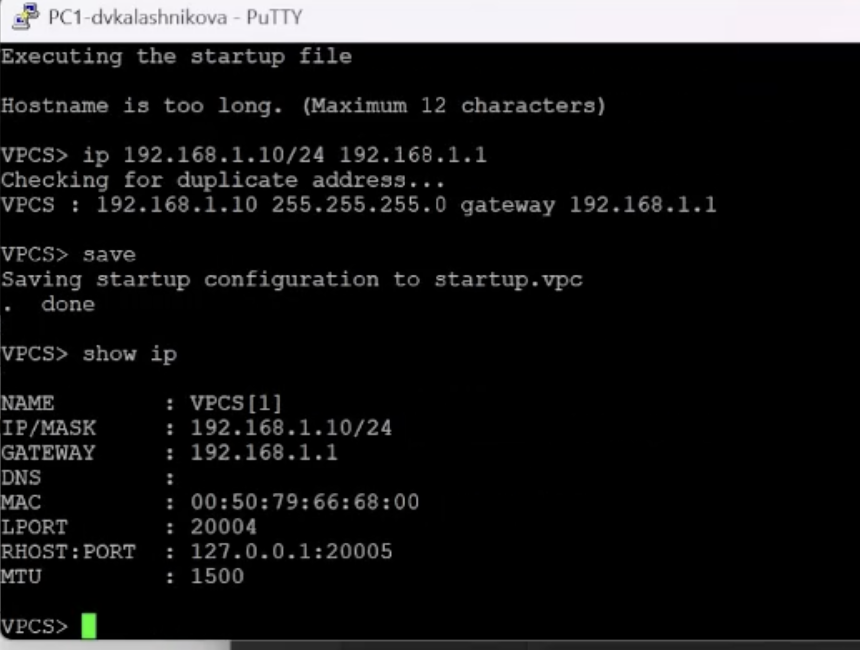 PC1-dvkalashnikova - PuTTY
Executing the startup file
Hostname is too long. (Maximum 12 characters)
VPCS> ip 192.168.1.10/24 192.168.1.1
Checking for duplicate address...
VPCS : 192.168.1.10 255.255.255.0 gateway 192.168.1.1
VPCS> save
Saving startup configuration to startup.vpc
.  done
VPCS> show ip
NAME        : VPCS[1]
IP/MASK     : 192.168.1.10/24
GATEWAY     : 192.168.1.1
DNS         :
MAC         : 00:50:79:66:68:00
LPORT       : 20004
RHOST:PORT  : 127.0.0.1:20005
MTU         : 1500
VPCS>